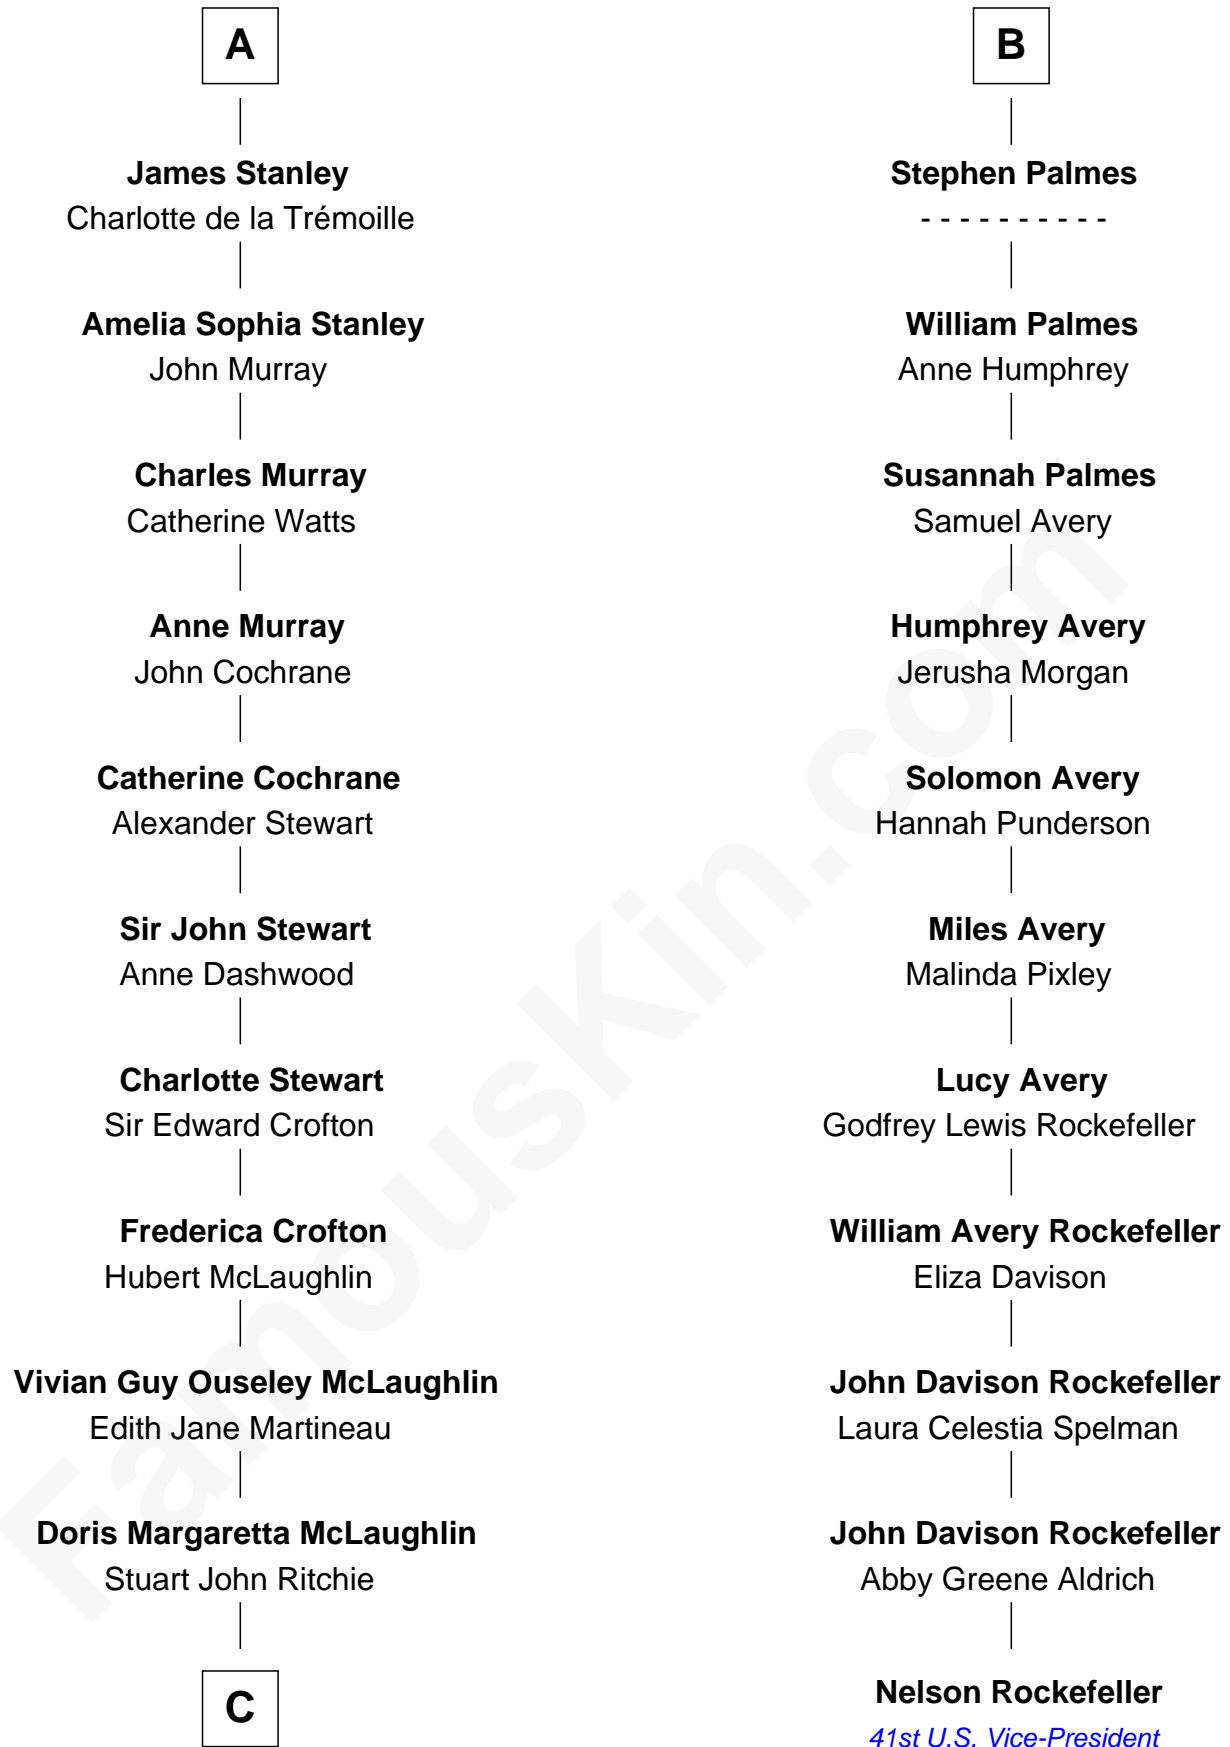 A
James Stanley
Charlotte de la Trémoille
Amelia Sophia Stanley
John Murray
Charles Murray
Catherine Watts
Anne Murray
John Cochrane
Catherine Cochrane
Alexander Stewart
Sir John Stewart
Anne Dashwood
Charlotte Stewart
Sir Edward Crofton
Frederica Crofton
Hubert McLaughlin
Vivian Guy Ouseley McLaughlin
Edith Jane Martineau
Doris Margaretta McLaughlin
Stuart John Ritchie
C
B
Stephen Palmes
- - - - - - - - - -
William Palmes
Anne Humphrey
Susannah Palmes
Samuel Avery
Humphrey Avery
Jerusha Morgan
Solomon Avery
Hannah Punderson
Miles Avery
Malinda Pixley
Lucy Avery
Godfrey Lewis Rockefeller
William Avery Rockefeller
Eliza Davison
John Davison Rockefeller
Laura Celestia Spelman
John Davison Rockefeller
Abby Greene Aldrich
Nelson Rockefeller
41st U.S. Vice-President
FamousKin.com